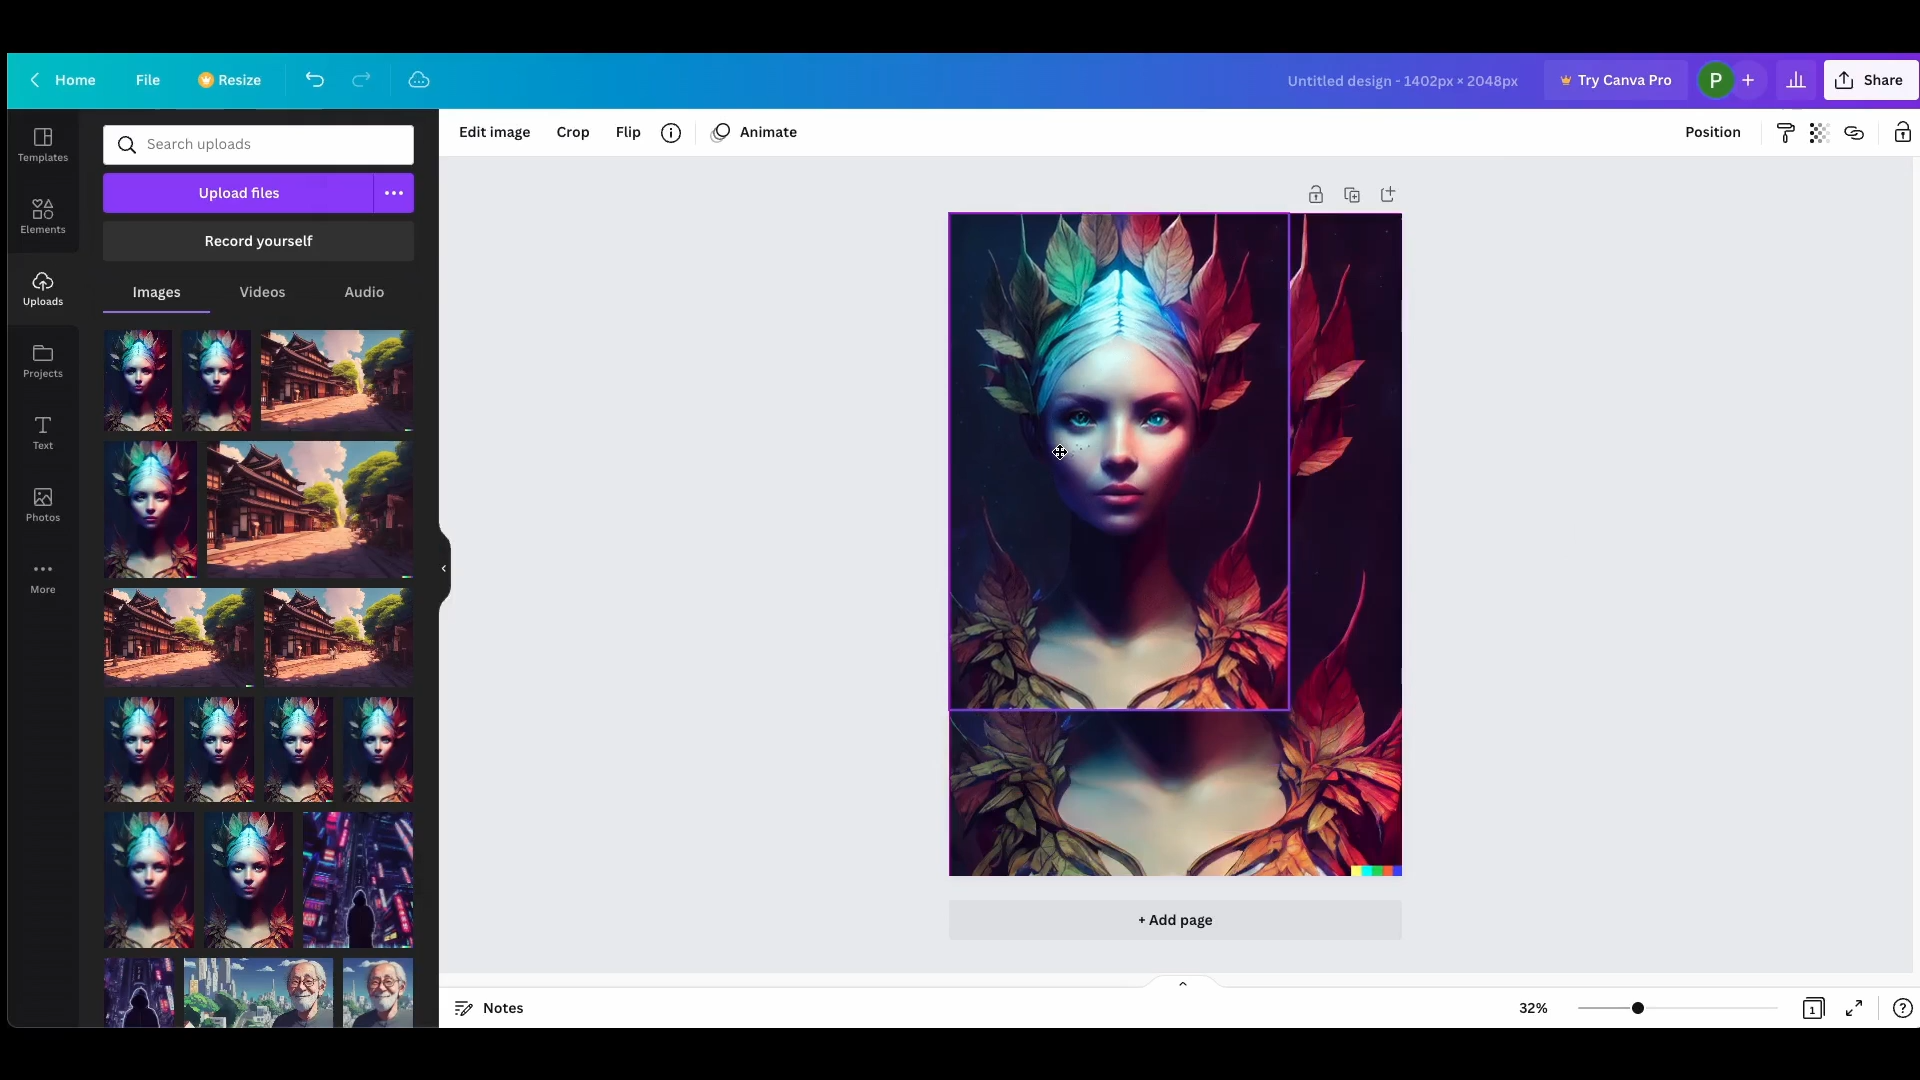 Home File Resize Untitled design - 1402px × 2048px Try Canva Pro P + Share
Templates
Elements
Uploads
Projects
Text
Photos
More
Search uploads
Upload files
Record yourself
Images Videos Audio
Edit image Crop Flip Animate Position
+ Add page
Notes 32% 1 ?